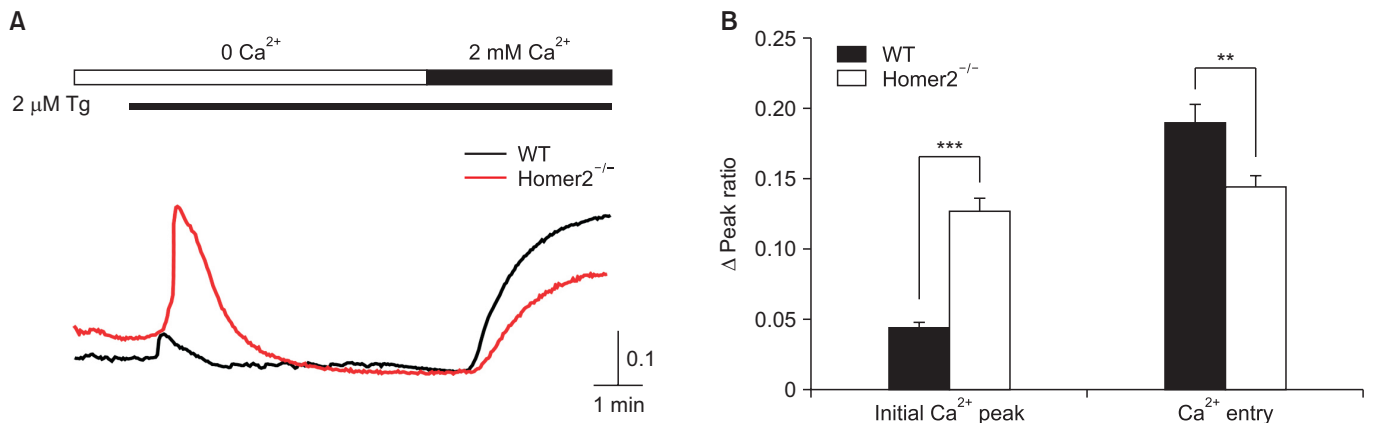 A
0 Ca²⁺ 2 mM Ca²⁺
2 μM Tg
WT
Homer2⁻/⁻
0.1
1 min
B
0.25
0.20
0.15
0.10
0.05
0
Δ Peak ratio
WT
Homer2⁻/⁻
***
**
Initial Ca²⁺ peak Ca²⁺ entry